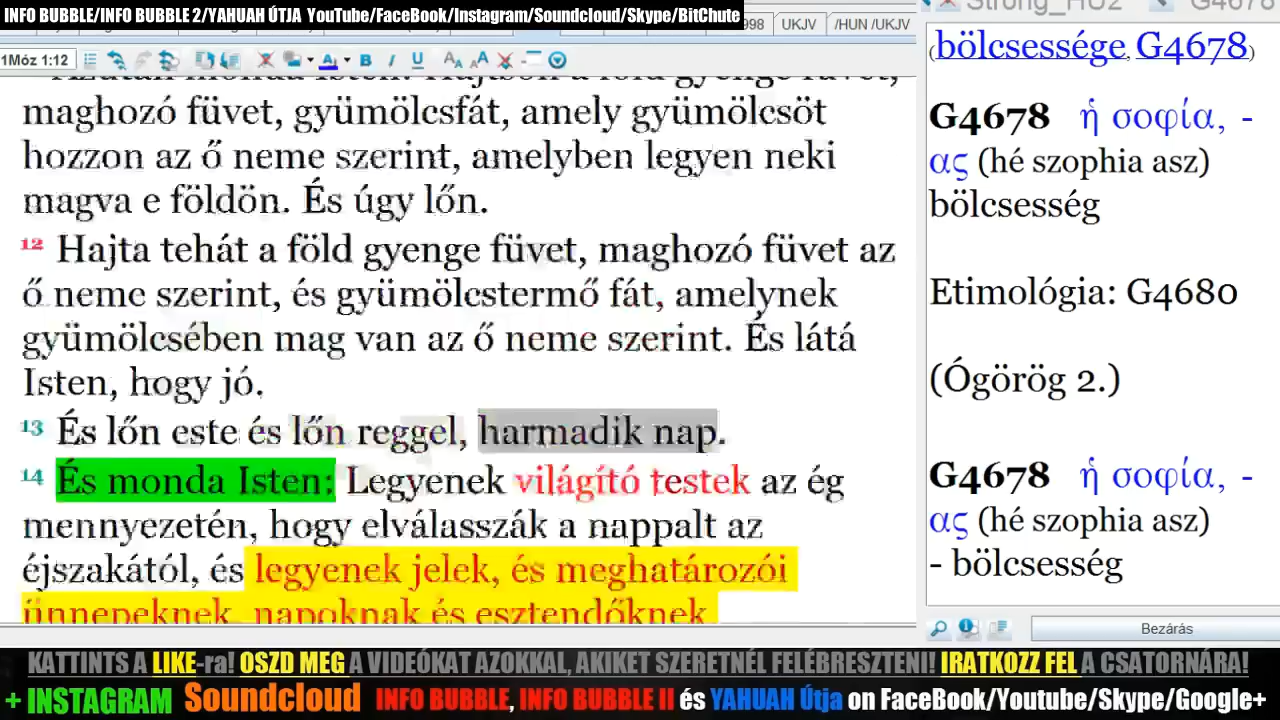 INFO BUBBLE/INFO BUBBLE 2/YAHUAH ÚTJA YouTube/FaceBook/Instagram/Soundcloud/Skype/BitChute
998 UKJV /HUN /UKJV
1Móz 1:12 B I U
maghozó füvet, gyümölcsfát, amely gyümölcsöt
hozzon az ő neme szerint, amelyben legyen neki
magva e földön. És úgy lőn.
12 Hajta tehát a föld gyenge füvet, maghozó füvet az
ő neme szerint, és gyümölcstermő fát, amelynek
gyümölcsében mag van az ő neme szerint. És látá
Isten, hogy jó.
13 És lőn este és lőn reggel, harmadik nap.
14 És monda Isten: Legyenek világító testek az ég
mennyezetén, hogy elválasszák a nappalt az
éjszakától, és legyenek jelek, és meghatározói
ünnepeknek, napoknak és esztendőknek
Strong_HU2 G4678
(bölcsessége, G4678)
G4678 ἡ σοφία, -
ας (hé szophia asz)
bölcsesség
Etimológia: G4680
(Ógörög 2.)
G4678 ἡ σοφία, -
ας (hé szophia asz)
- bölcsesség
Bezárás
KATTINTS A LIKE-ra! OSZD MEG A VIDEÓKAT AZOKKAL, AKIKET SZERETNÉL FELÉBRESZTENI! IRATKOZZ FEL A CSATORNÁRA!
+ INSTAGRAM Soundcloud INFO BUBBLE, INFO BUBBLE II és YAHUAH Útja on FaceBook/Youtube/Skype/Google+